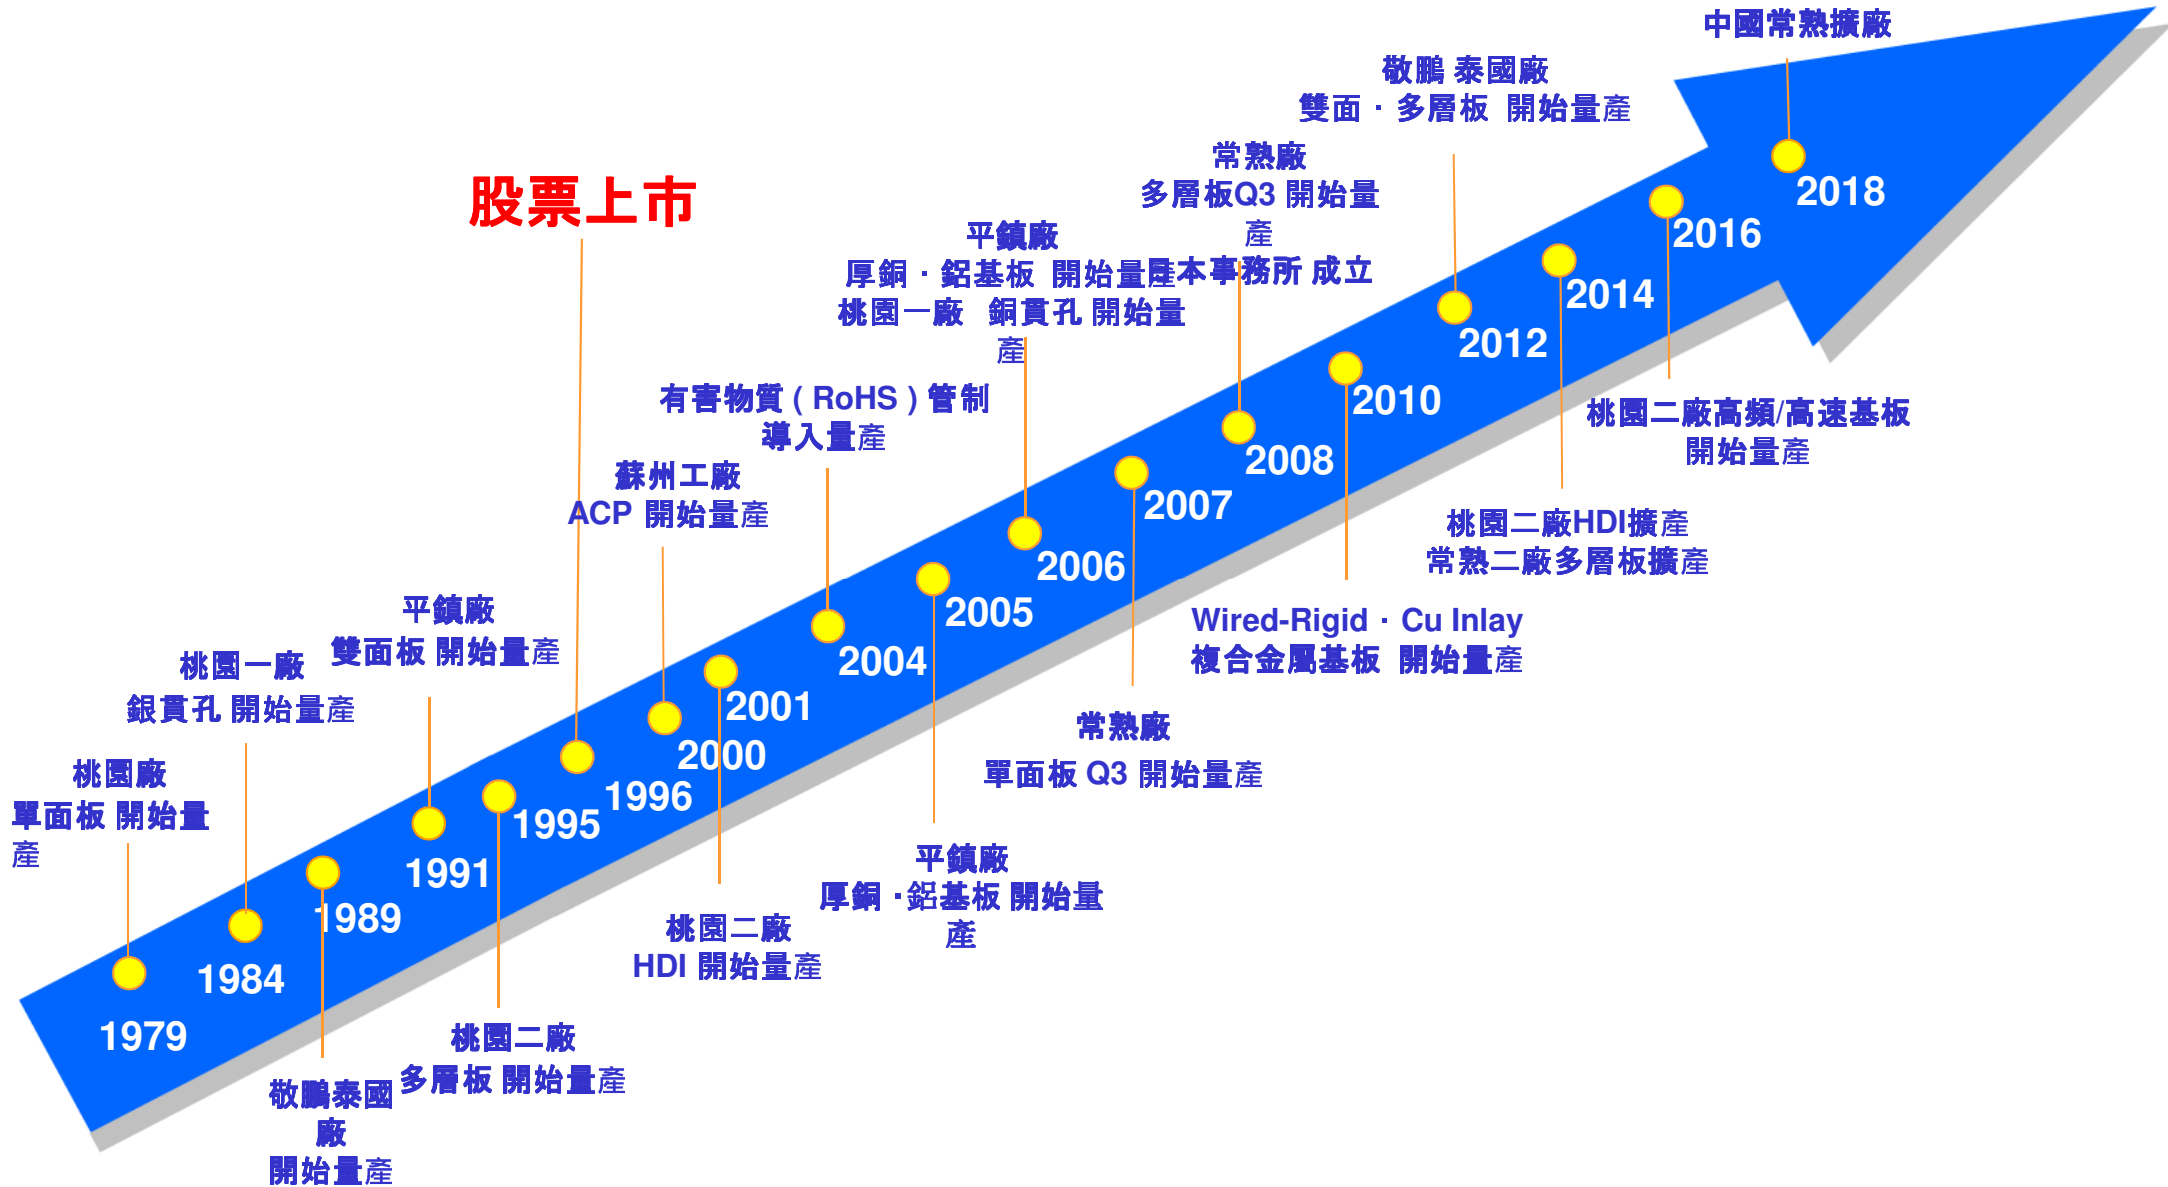 桃園廠
單面板 開始量
產
1979
桃園一廠
銀貫孔 開始量產
1984
1989
敬鵬泰國
廠
開始量產
平鎮廠
雙面板 開始量產
1991
1995
桃園二廠
多層板 開始量產
股票上市
1996
蘇州工廠
ACP 開始量產
2000
2001
桃園二廠
HDI 開始量產
有害物質 ( RoHS ) 管制
導入量產
2004
2005
平鎮廠
厚銅 ‧鋁基板 開始量
產
平鎮廠
厚銅‧鋁基板 開始量產
桃園一廠 銅貫孔 開始量
產
2006
2007
常熟廠
單面板 Q3 開始量產
常熟廠
多層板Q3 開始量
產
日本事務所 成立
2008
2010
Wired-Rigid‧Cu Inlay
複合金屬基板 開始量產
敬鵬 泰國廠
雙面‧多層板 開始量產
2012
2014
桃園二廠HDI擴產
常熟二廠多層板擴產
2016
桃園二廠高頻/高速基板
開始量產
中國常熟擴廠
2018